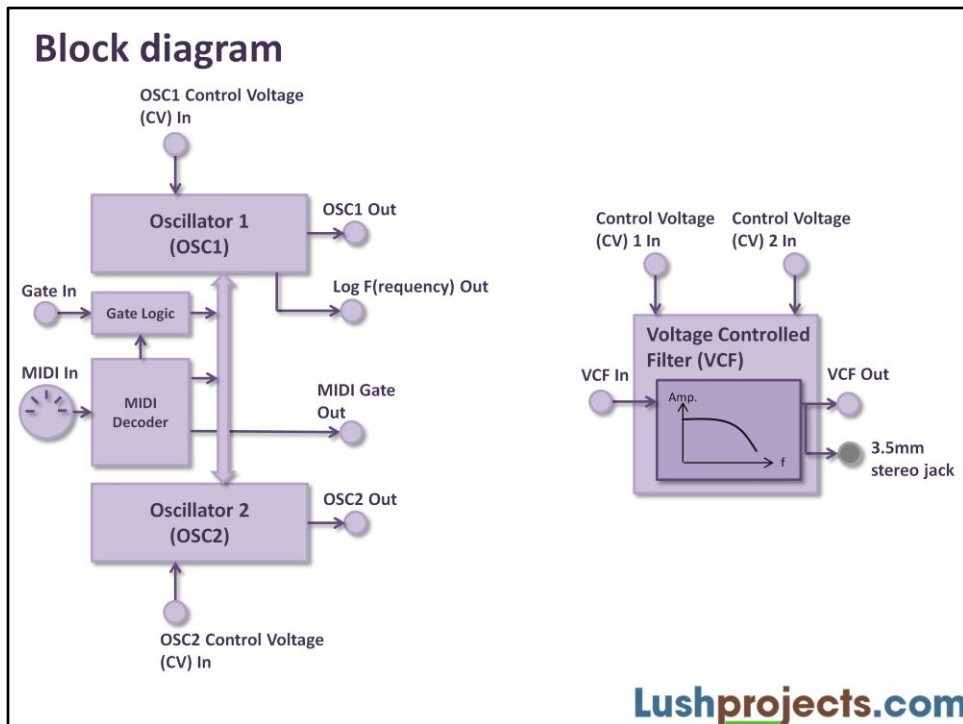 Block diagram
OSC1 Control Voltage
(CV) In
Oscillator 1
(OSC1)
OSC1 Out
Log F(requency) Out
Gate In
Gate Logic
MIDI In
MIDI
Decoder
MIDI Gate
Out
Oscillator 2
(OSC2)
OSC2 Out
OSC2 Control Voltage
(CV) In
Control Voltage
(CV) 1 In
Control Voltage
(CV) 2 In
Voltage Controlled
Filter (VCF)
VCF In
Amp.
f
VCF Out
3.5mm
stereo jack
Lushprojects.com